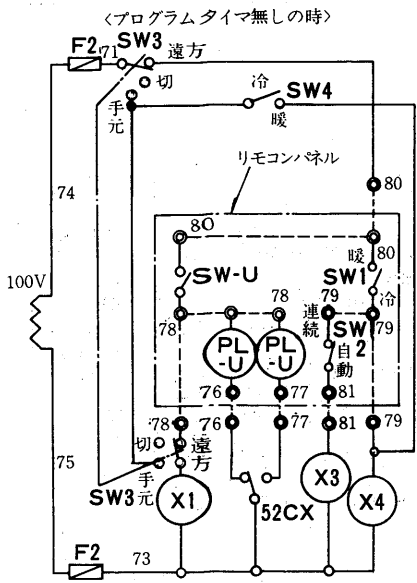 〈プログラムタイマ無しの時〉
F2 71 SW3 遠方
切
手元
冷 SW4
暖
リモコンパネル
74
80
80 80
100V
SW-U
暖
SW1
冷
78 78 連続 79 79
SW2
自動
PL-U PL-U
76 77 81
78 76 77 81 79
切 遠方
手元
75
SW3
X1 52CX X3 X4
F2 73